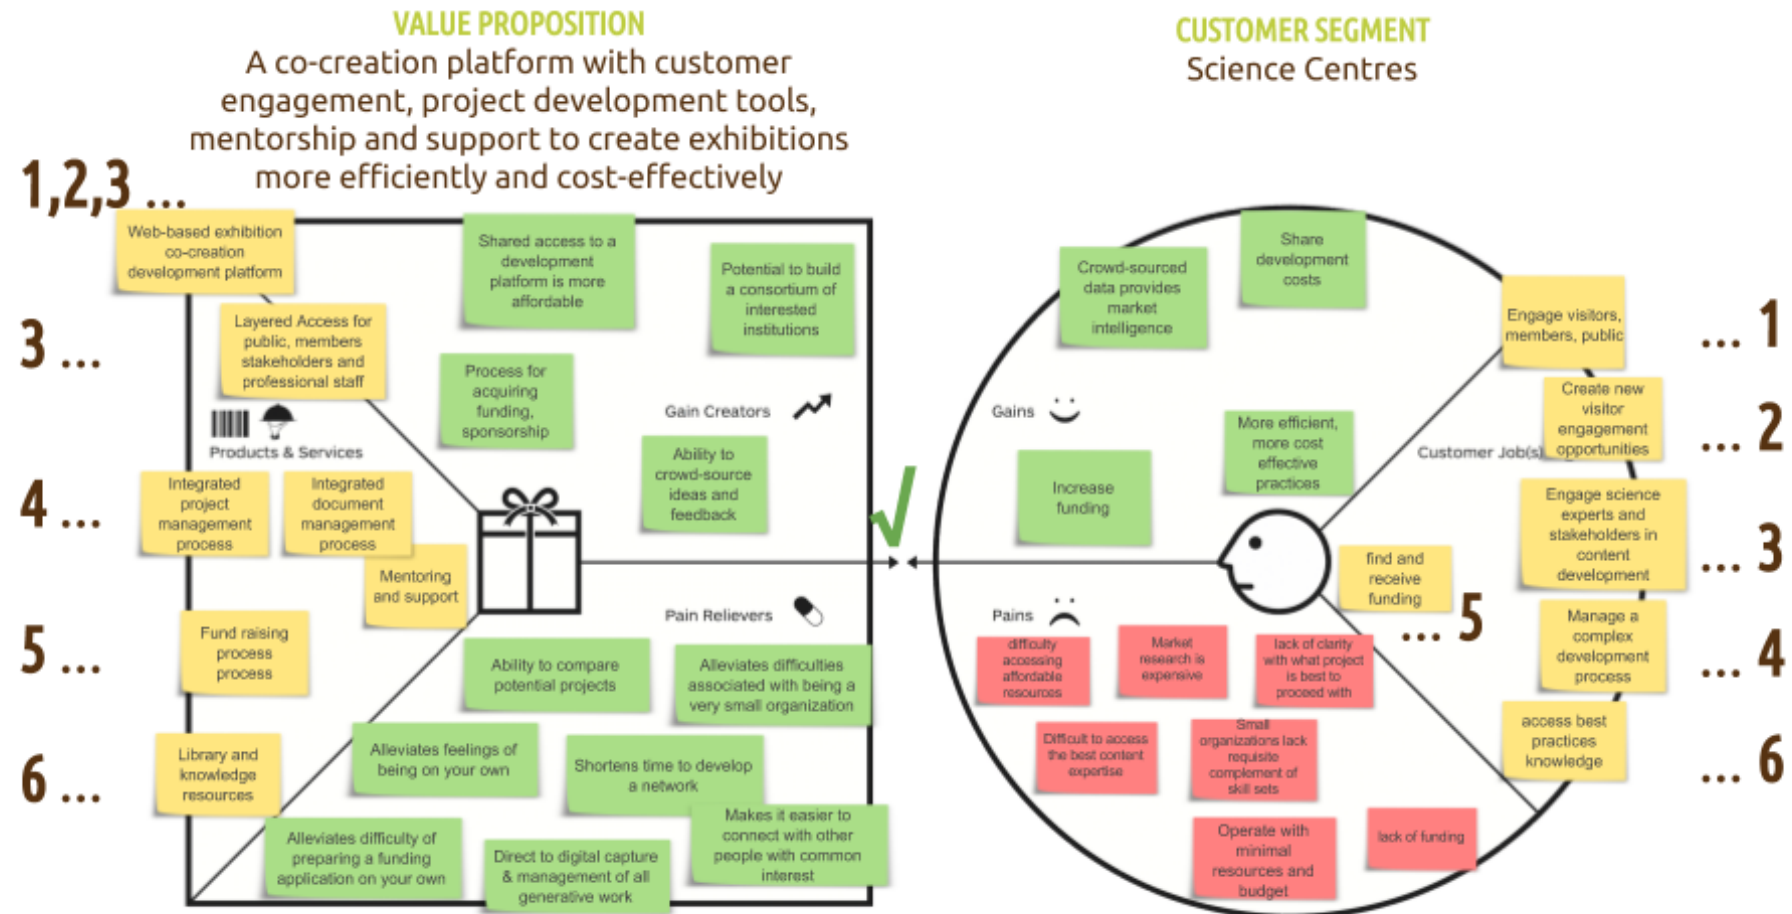 VALUE PROPOSITION
A co-creation platform with customer
engagement, project development tools,
mentorship and support to create exhibitions
more efficiently and cost-effectively
CUSTOMER SEGMENT
Science Centres
1,2,3 ...
Web-based exhibition
co-creation
development platform
3 ...
Layered Access for
public, members
stakeholders and
professional staff
Products & Services
4 ...
Integrated
project
management
process
Integrated
document
management
process
Mentoring
and support
5 ...
Fund raising
process
process
6 ...
Library and
knowledge
resources
Shared access to a
development
platform is more
affordable
Potential to build
a consortium of
interested
institutions
Process for
acquiring
funding,
sponsorship
Gain Creators
Ability to
crowd-source
ideas and
feedback
Pain Relievers
Ability to compare
potential projects
Alleviates difficulties
associated with being a
very small organization
Alleviates feelings of
being on your own
Shortens time to develop
a network
Makes it easier to
connect with other
people with common
interest
Alleviates difficulty of
preparing a funding
application on your own
Direct to digital capture
& management of all
generative work
Crowd-sourced
data provides
market
intelligence
Share
development
costs
Gains
More efficient,
more cost
effective
practices
Increase
funding
Pains
difficulty
accessing
affordable
resources
Market
research is
expensive
lack of clarity
with what project
is best to
proceed with
Difficult to access
the best content
expertise
Small
organizations lack
requisite
complement of
skill sets
Operate with
minimal
resources and
budget
lack of funding
Engage visitors,
members, public
... 1
Create new
visitor
engagement
opportunities
... 2
Customer Job(s)
Engage science
experts and
stakeholders in
content
development
... 3
find and
receive
funding
... 5
Manage a
complex
development
process
... 4
access best
practices
knowledge
... 6